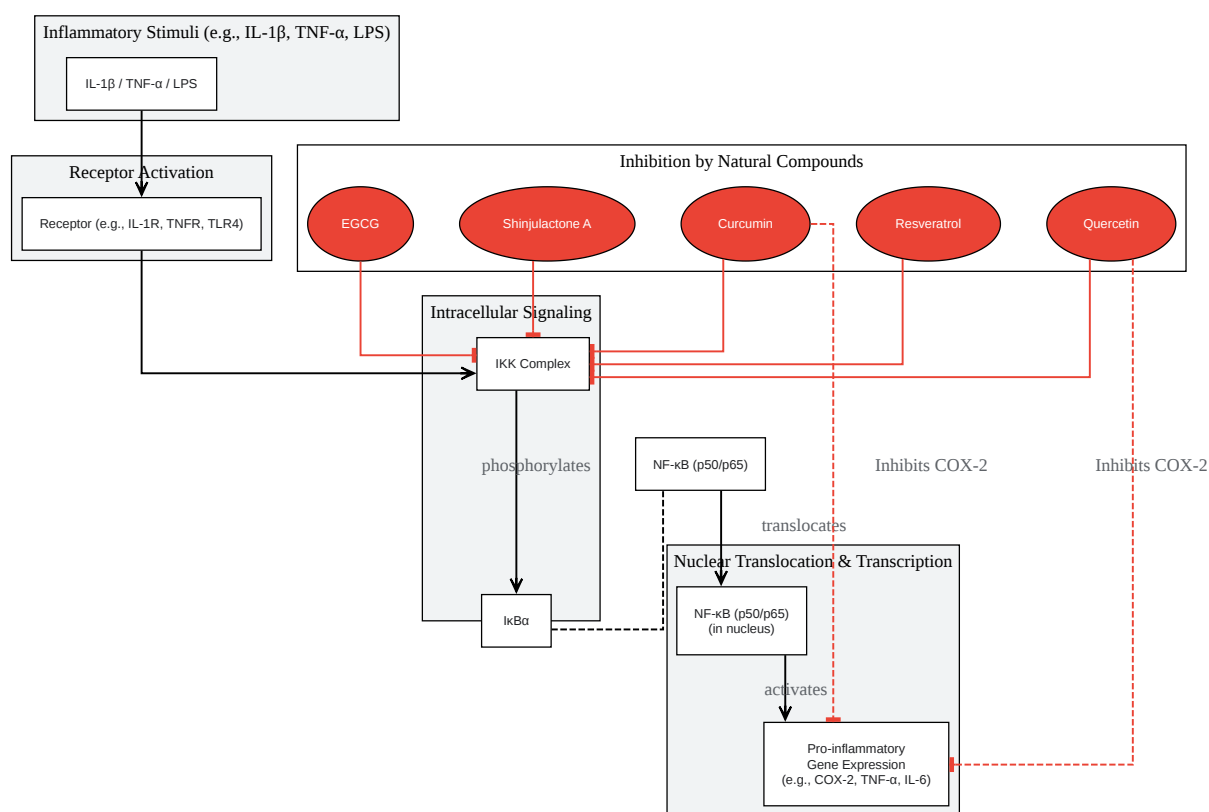 Inflammatory Stimuli (e.g., IL-1β, TNF-α, LPS)
IL-1β / TNF-α / LPS
Receptor Activation
Receptor (e.g., IL-1R, TNFR, TLR4)
Inhibition by Natural Compounds
EGCG
Shinjulactone A
Curcumin
Resveratrol
Quercetin
Intracellular Signaling
IKK Complex
phosphorylates
NF-κB (p50/p65)
Inhibits COX-2
Inhibits COX-2
translocates
Nuclear Translocation & Transcription
IκBα
NF-κB (p50/p65)
(in nucleus)
activates
Pro-inflammatory
Gene Expression
(e.g., COX-2, TNF-α, IL-6)